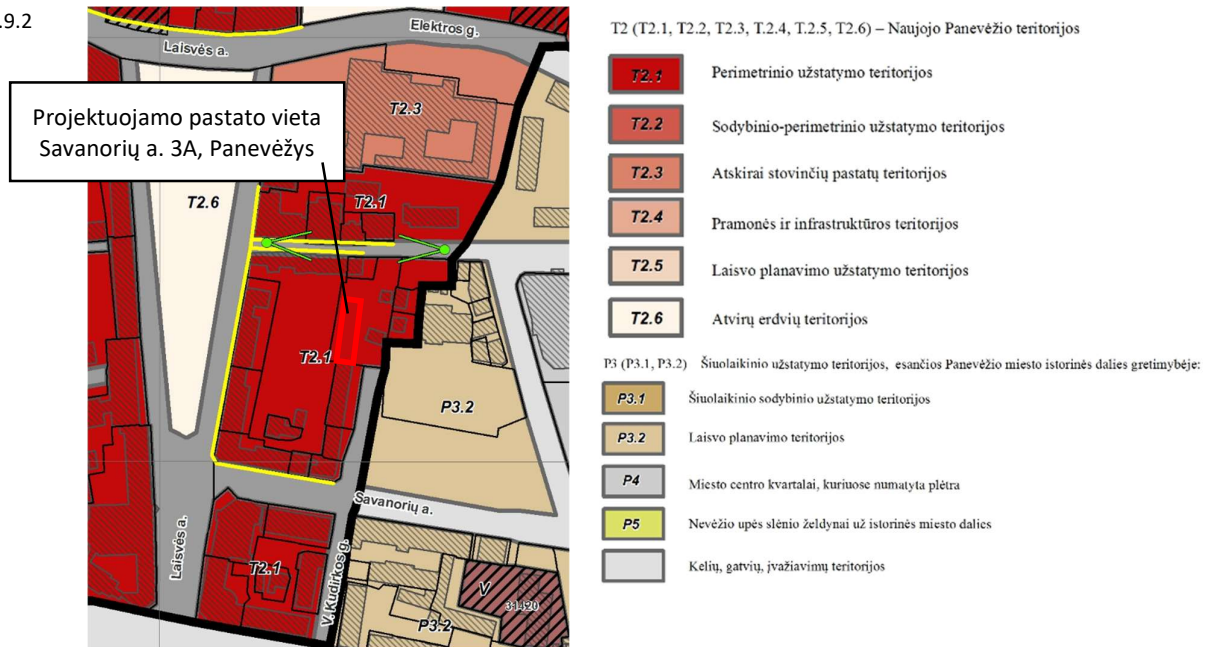 .9.2
Elektros g.
Laisvės a.
T2.3
Projektuojamo pastato vieta
Savanorių a. 3A, Panevėžys
T2.6
T2.1
T2.1
P3.2
Savanorių a.
Laisvės a.
V. Kudirkos g.
T2.1
V
31420
P3.2
T2 (T2.1, T2.2, T2.3, T.2.4, T.2.5, T2.6) – Naujojo Panevėžio teritorijos
T2.1 Perimetrinio užstatymo teritorijos
T2.2 Sodybinio-perimetrinio užstatymo teritorijos
T2.3 Atskirai stovinčių pastatų teritorijos
T2.4 Pramonės ir infrastruktūros teritorijos
T2.5 Laisvo planavimo užstatymo teritorijos
T2.6 Atvirų erdvių teritorijos
P3 (P3.1, P3.2) Šiuolaikinio užstatymo teritorijos, esančios Panevėžio miesto istorinės dalies gretimybėje:
P3.1 Šiuolaikinio sodybinio užstatymo teritorijos
P3.2 Laisvo planavimo teritorijos
P4 Miesto centro kvartalai, kuriuose numatyta plėtra
P5 Nevėžio upės slėnio želdynai už istorinės miesto dalies
Kelių, gatvių, įvažiavimų teritorijos